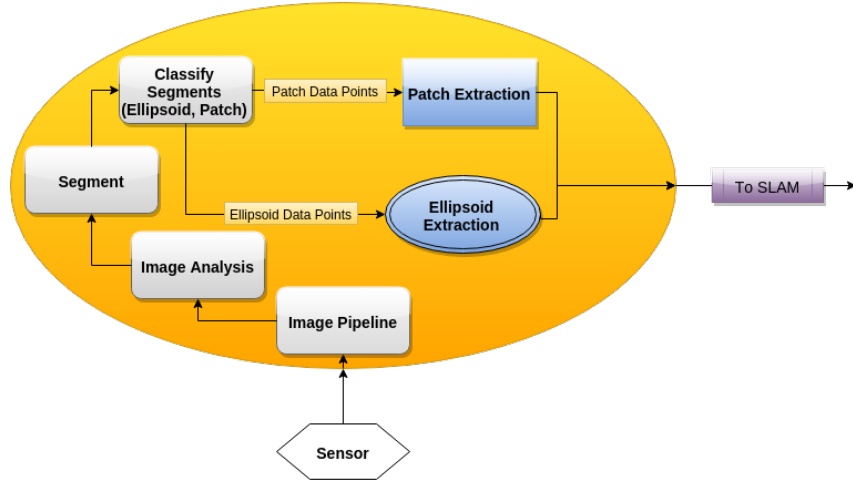 Classify
Segments
(Ellipsoid, Patch)
Patch Data Points
Patch Extraction
Segment
To SLAM
Ellipsoid Data Points
Ellipsoid
Extraction
Image Analysis
Image Pipeline
Sensor